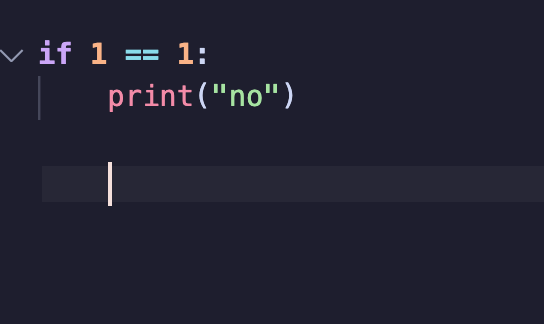 if 1 == 1:
    print("no")